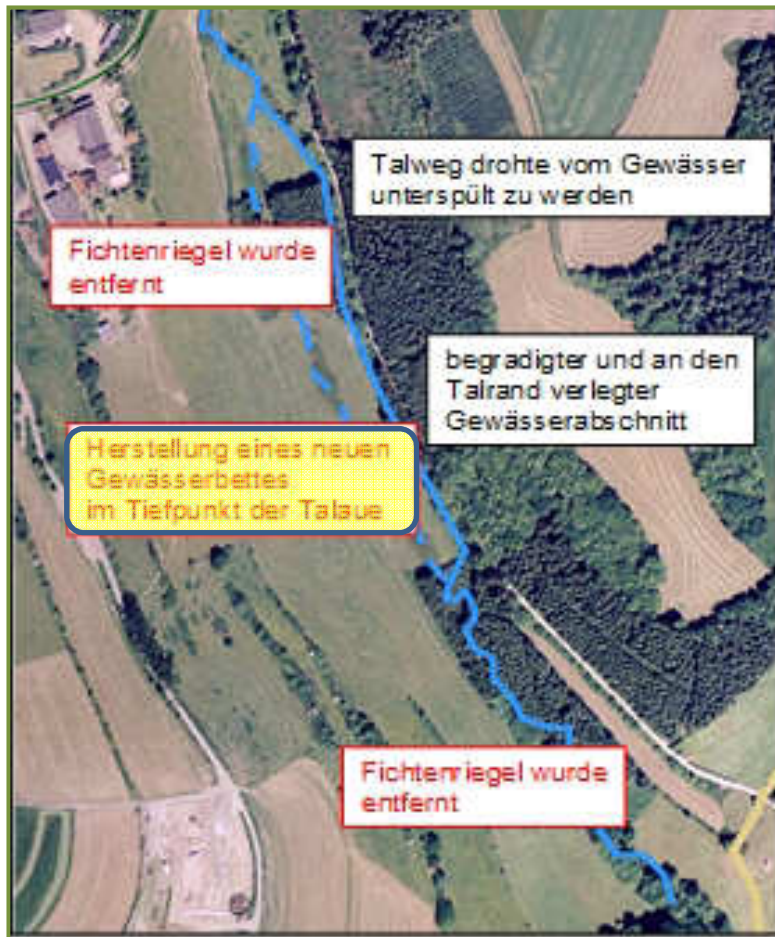 Talweg drohte vom Gewässer
unterspült zu werden
Fichtenriegel wurde
entfernt
begradigter und an den
Talrand verlegter
Gewässerabschnitt
Herstellung eines neuen
Gewässerbettes
im Tiefpunkt der Talaue
Fichtenriegel wurde
entfernt